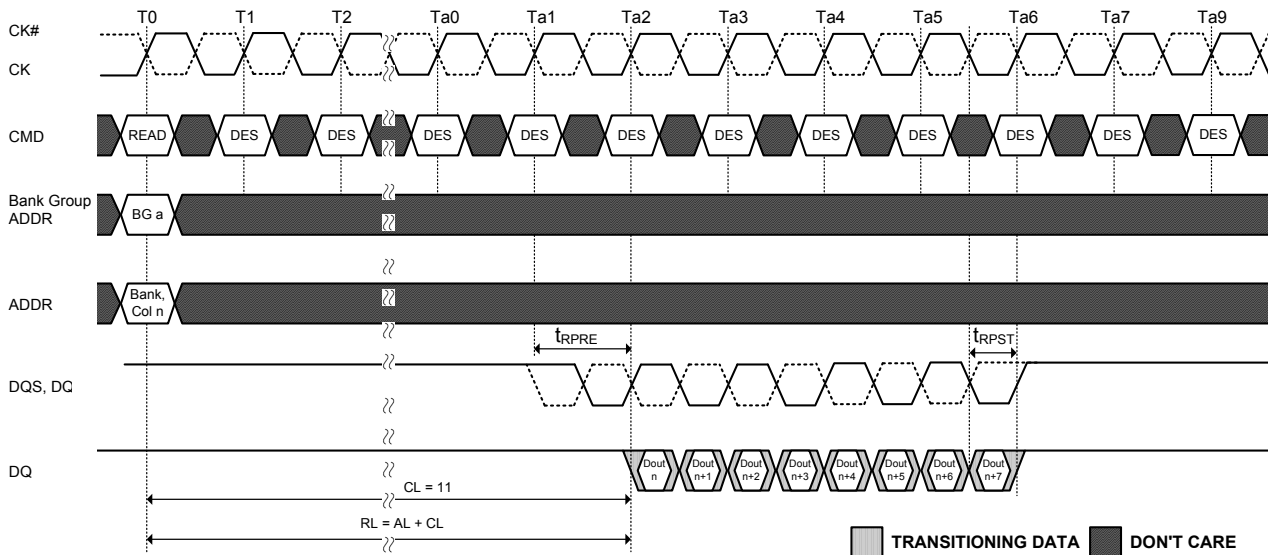 T0 T1 T2 Ta0 Ta1 Ta2 Ta3 Ta4 Ta5 Ta6 Ta7 Ta9
CK#
CK
CMD READ DES DES DES DES DES DES DES DES DES DES DES
Bank Group
ADDR
BG a
ADDR
Bank,
Col n
tRPRE tRPST
DQS, DQ
DQ
Dout Dout Dout Dout Dout Dout Dout Dout
n n+1 n+2 n+3 n+4 n+5 n+6 n+7
CL = 11
RL = AL + CL
TRANSITIONING DATA DON'T CARE